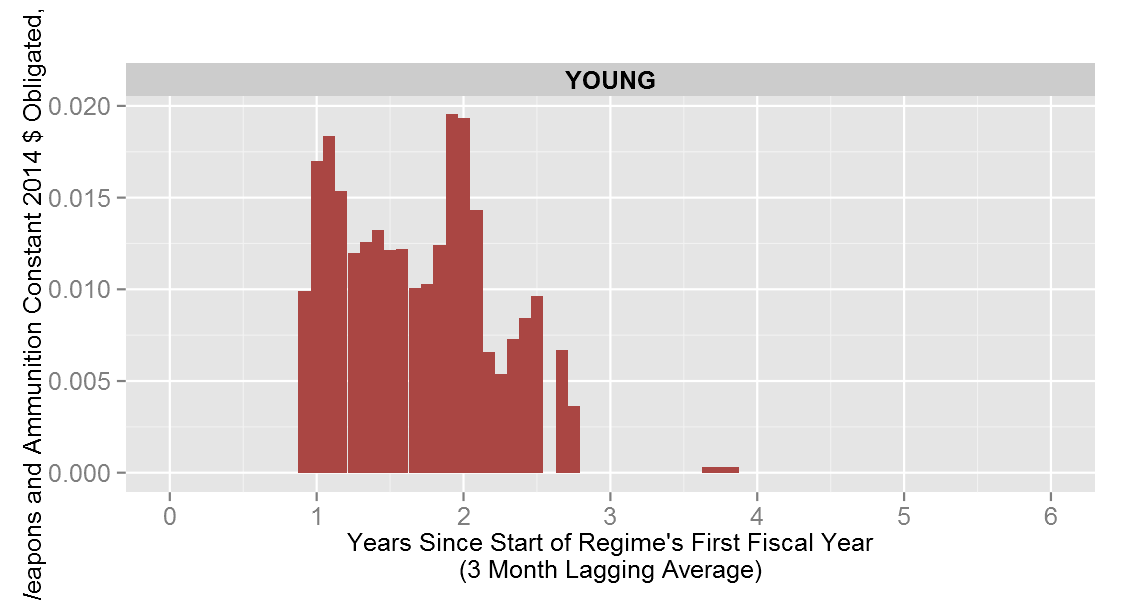 YOUNG
and Ammunition Constant 2014 $ Obligated,
0.020
0.015
0.010
0.005
0.000
0 1 2 3 4 5 6
Years Since Start of Regime's First Fiscal Year
(3 Month Lagging Average)